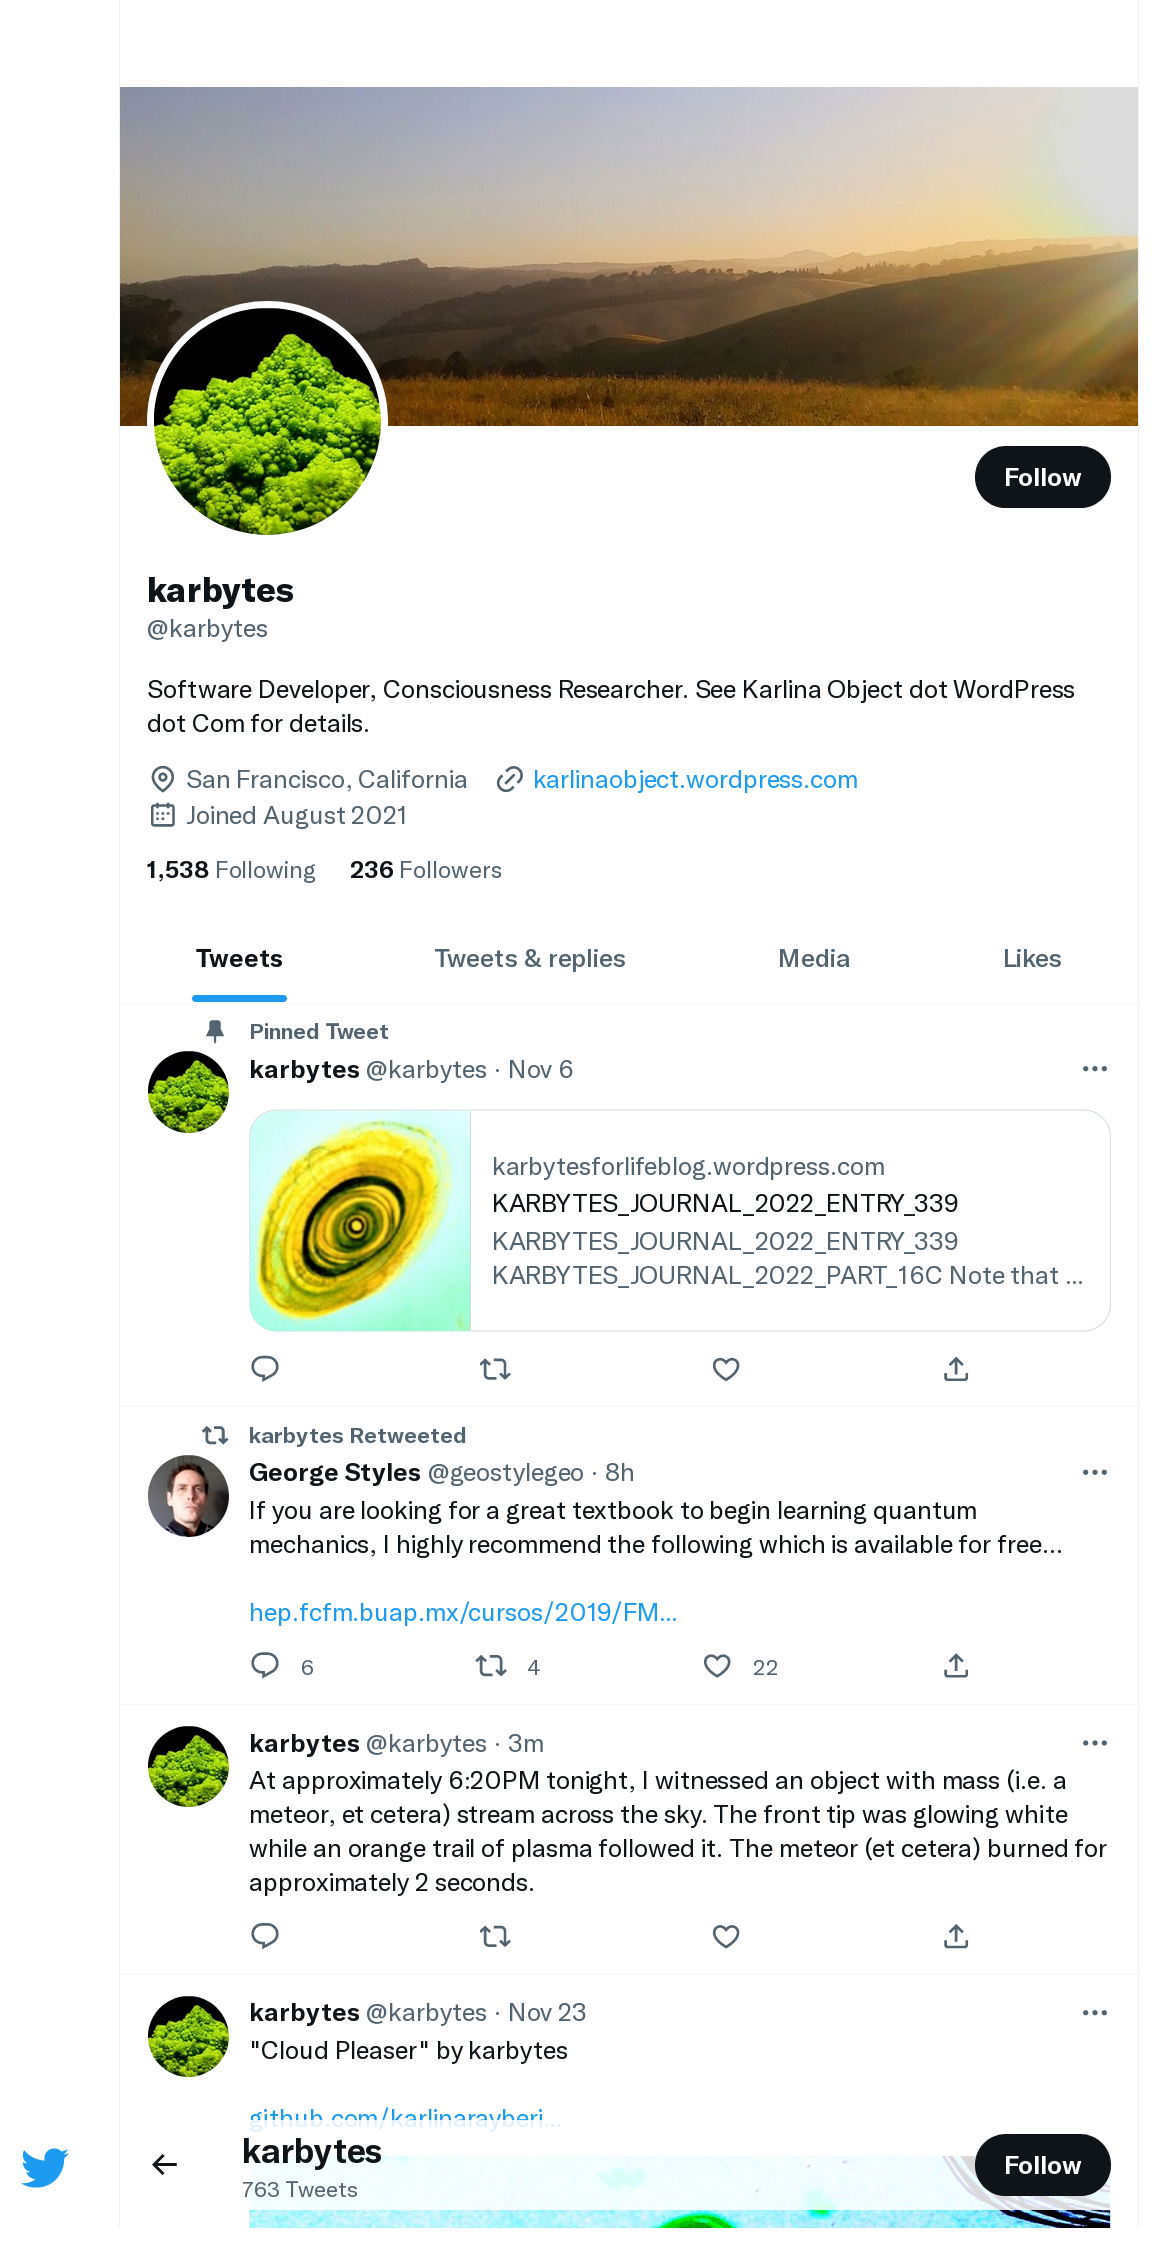 Follow
karbytes
@karbytes
Software Developer, Consciousness Researcher. See Karlina Object dot WordPress
dot Com for details.
San Francisco, California karlinaobject.wordpress.com
Joined August 2021
1,538 Following 236 Followers
Tweets Tweets & replies Media Likes
Pinned Tweet
karbytes @karbytes · Nov 6
karbytesforlifeblog.wordpress.com
KARBYTES_JOURNAL_2022_ENTRY_339
KARBYTES_JOURNAL_2022_ENTRY_339
KARBYTES_JOURNAL_2022_PART_16C Note that ...
karbytes Retweeted
George Styles @geostylegeo · 8h
If you are looking for a great textbook to begin learning quantum
mechanics, I highly recommend the following which is available for free...
hep.fcfm.buap.mx/cursos/2019/FM...
6 4 22
karbytes @karbytes · 3m
At approximately 6:20PM tonight, I witnessed an object with mass (i.e. a
meteor, et cetera) stream across the sky. The front tip was glowing white
while an orange trail of plasma followed it. The meteor (et cetera) burned for
approximately 2 seconds.
karbytes @karbytes · Nov 23
"Cloud Pleaser" by karbytes
github.com/karlinarayberi...
karbytes
763 Tweets
Follow